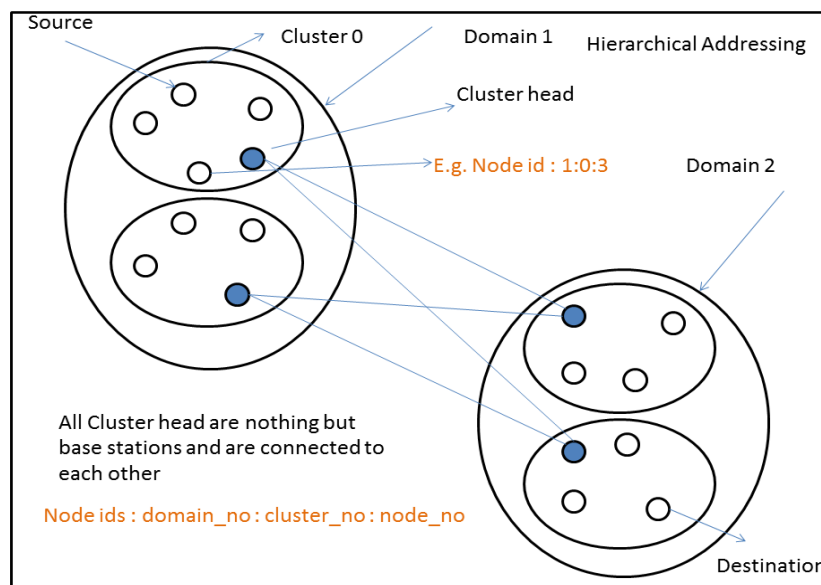 Source
Cluster 0
Domain 1
Hierarchical Addressing
Cluster head
E.g. Node id : 1:0:3
Domain 2
All Cluster head are nothing but
base stations and are connected to
each other
Node ids : domain_no : cluster_no : node_no
Destination